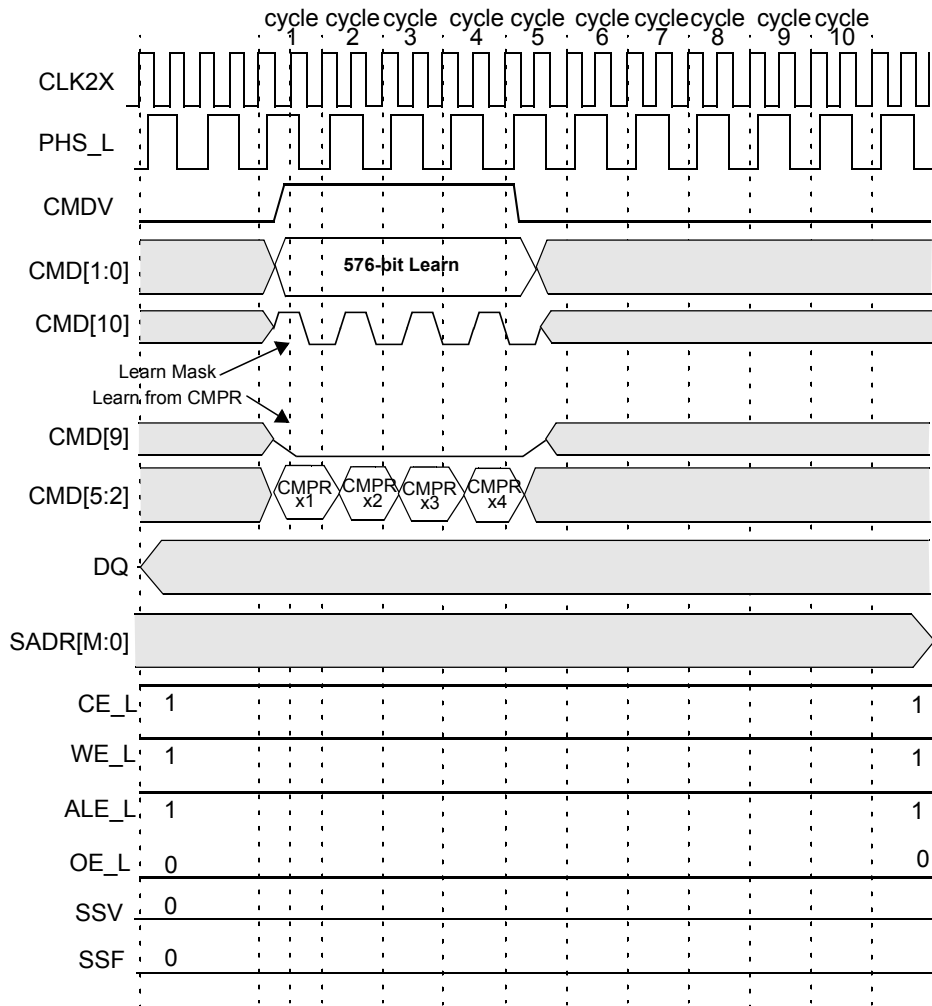 cycle cycle cycle cycle cycle cycle cycle cycle cycle cycle
1 2 3 4 5 6 7 8 9 10
CLK2X
PHS_L
CMDV
CMD[1:0] 576-bit Learn
CMD[10]
Learn Mask
Learn from CMPR
CMD[9]
CMD[5:2] CMPR CMPR CMPR CMPR
x1 x2 x3 x4
DQ
SADR[M:0]
CE_L 1 1
WE_L 1 1
ALE_L 1 1
OE_L 0 0
SSV 0
SSF 0